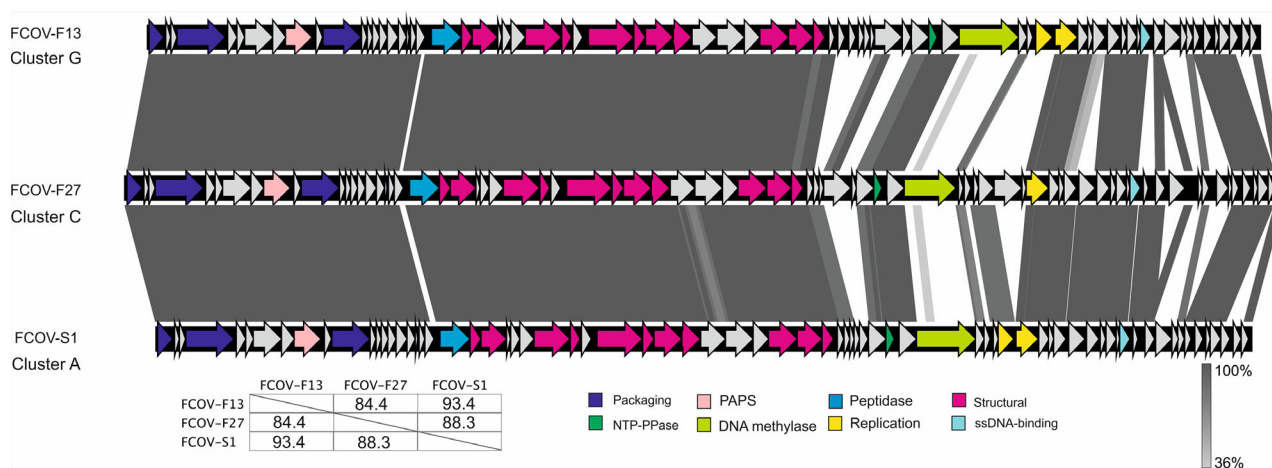 FCOV-F13
Cluster G
FCOV-F27
Cluster C
FCOV-S1
Cluster A
FCOV-F13 FCOV-F27 FCOV-S1
FCOV-F13 84.4 93.4
FCOV-F27 84.4 88.3
FCOV-S1 93.4 88.3
Packaging PAPS Peptidase Structural
NTP-PPase DNA methylase Replication ssDNA-binding
100%
36%